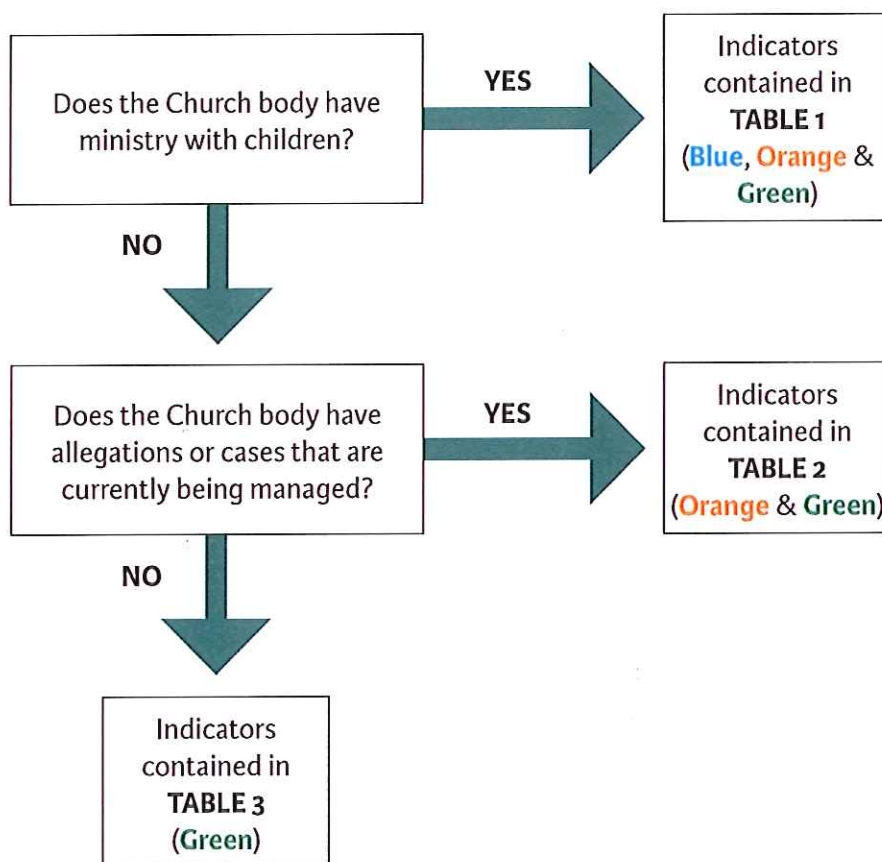 Does the Church body have
ministry with children?
YES
Indicators
contained in
TABLE 1
(Blue, Orange &
Green)
NO
Does the Church body have
allegations or cases that are
currently being managed?
YES
Indicators
contained in
TABLE 2
(Orange & Green)
NO
Indicators
contained in
TABLE 3
(Green)